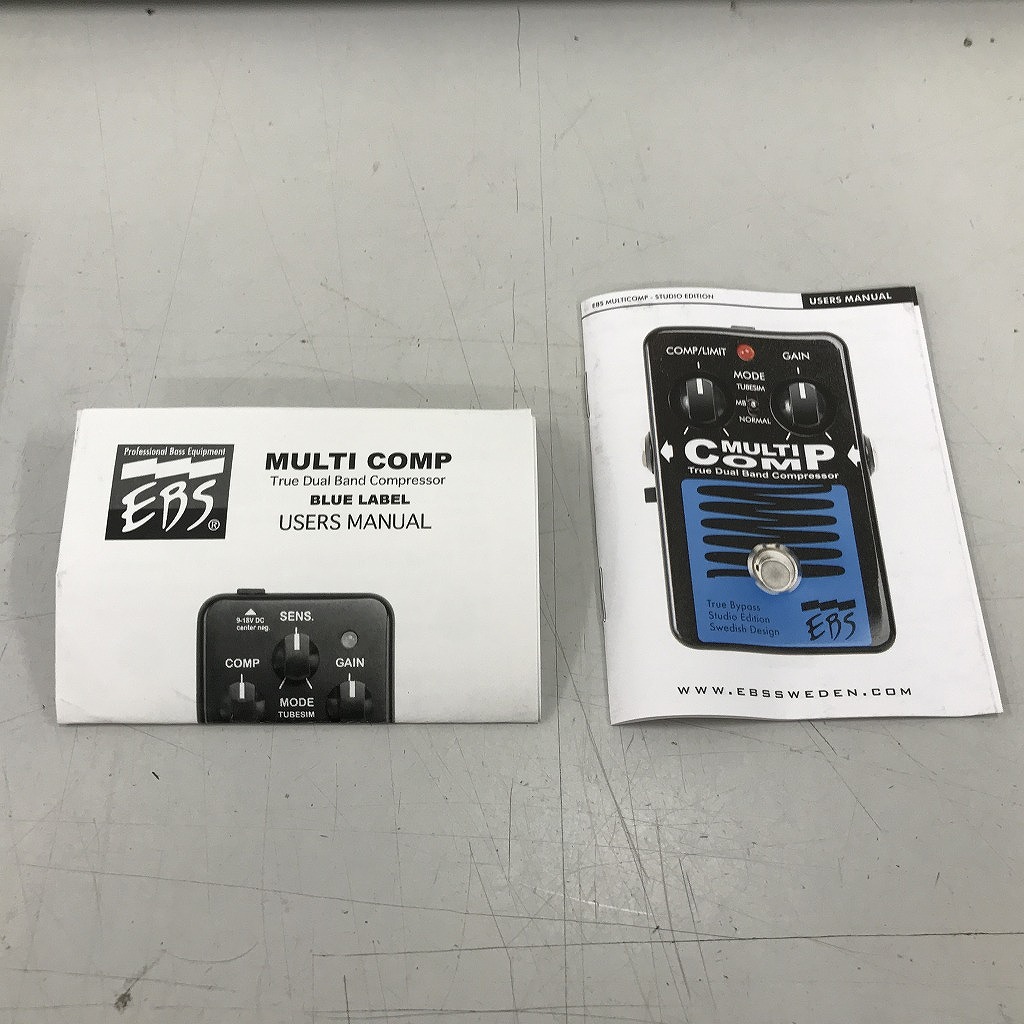 Professional Bass Equipment
EBS®
MULTI COMP
True Dual Band Compressor
BLUE LABEL
USERS MANUAL
9-18V DC
center neg.
SENS.
COMP
GAIN
MODE
TUBESIM
EBS MULTICOMP - STUDIO EDITION
USERS MANUAL
COMP/LIMIT
GAIN
MODE
TUBESIM
MB
NORMAL
MULTI
COMP
True Dual Band Compressor
True Bypass
Studio Edition
Swedish Design
EBS
WWW.EBSSWEDEN.COM